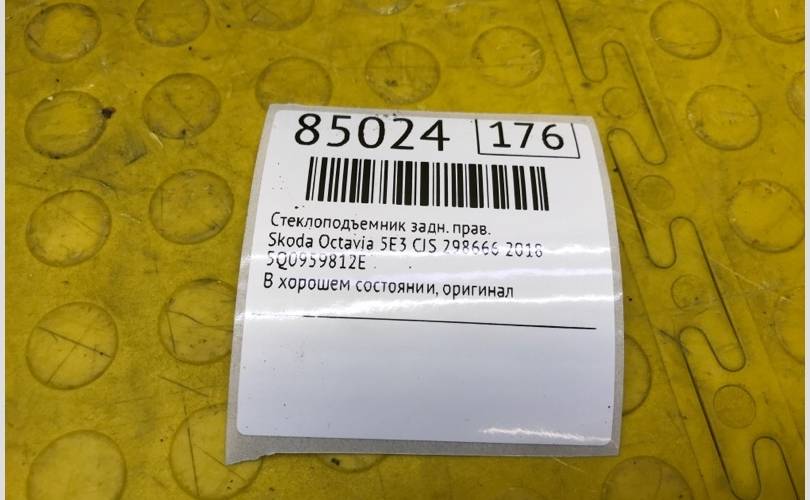 85024 176
Стеклоподъемник задн. прав.
Skoda Octavia 5E3 CJS 298666 2018
5Q0959812E
В хорошем состоянии, оригинал